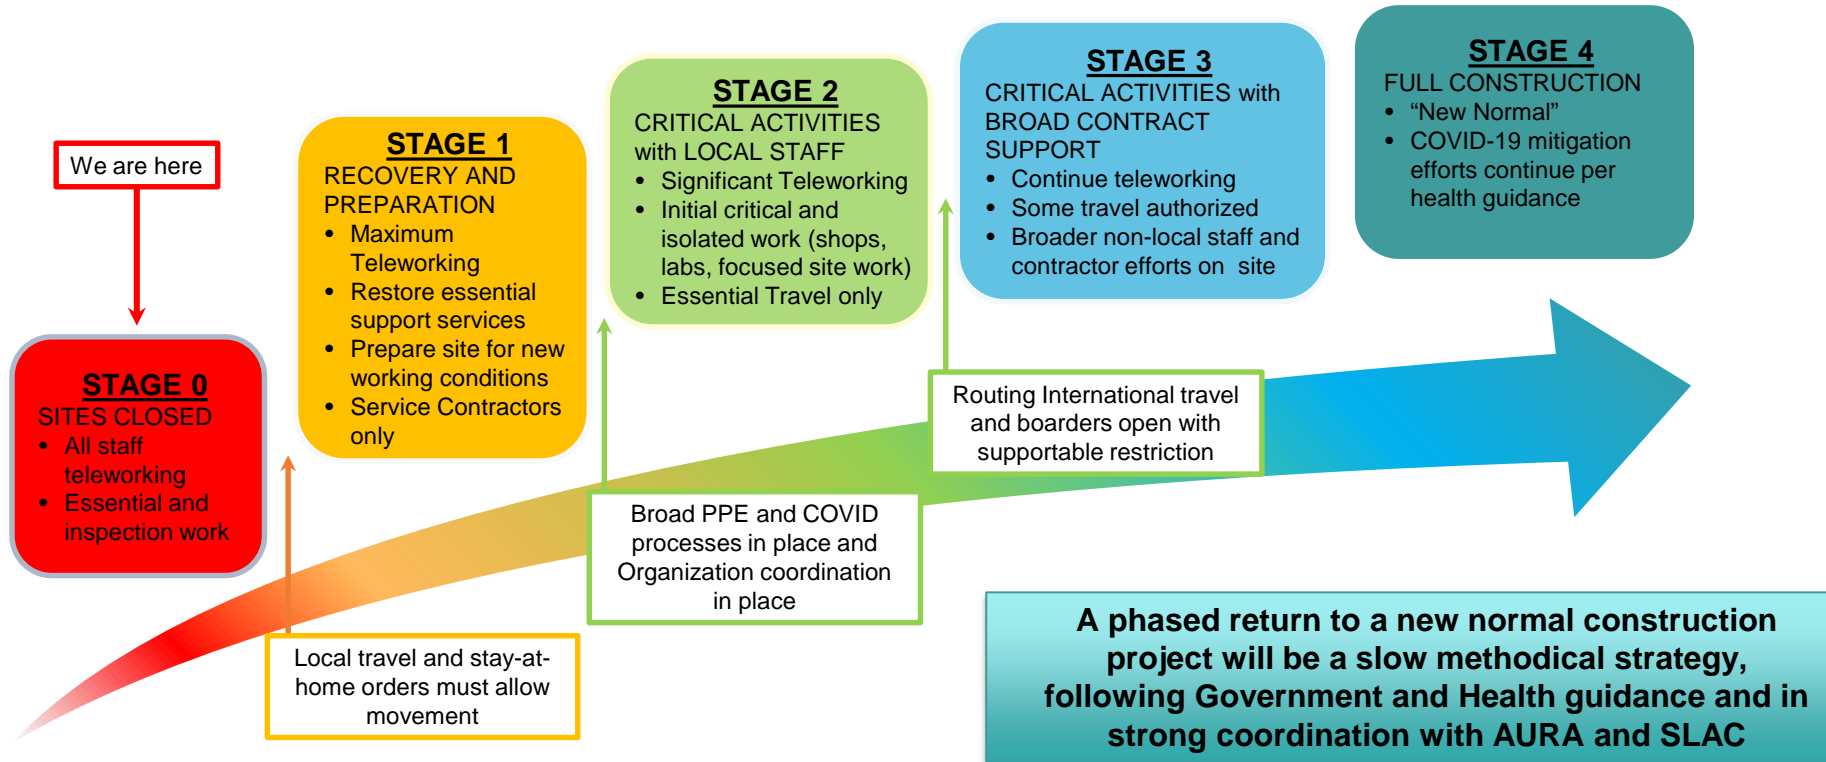 We are here
STAGE 0
SITES CLOSED
• All staff
teleworking
• Essential and
inspection work
STAGE 1
RECOVERY AND
PREPARATION
• Maximum
Teleworking
• Restore essential
support services
• Prepare site for new
working conditions
• Service Contractors
only
STAGE 2
CRITICAL ACTIVITIES
with LOCAL STAFF
• Significant Teleworking
• Initial critical and
isolated work (shops,
labs, focused site work)
• Essential Travel only
STAGE 3
CRITICAL ACTIVITIES with
BROAD CONTRACT
SUPPORT
• Continue teleworking
• Some travel authorized
• Broader non-local staff and
contractor efforts on site
STAGE 4
FULL CONSTRUCTION
• “New Normal”
• COVID-19 mitigation
efforts continue per
health guidance
Local travel and stay-at-
home orders must allow
movement
Broad PPE and COVID
processes in place and
Organization coordination
in place
Routing International travel
and boarders open with
supportable restriction
A phased return to a new normal construction
project will be a slow methodical strategy,
following Government and Health guidance and in
strong coordination with AURA and SLAC